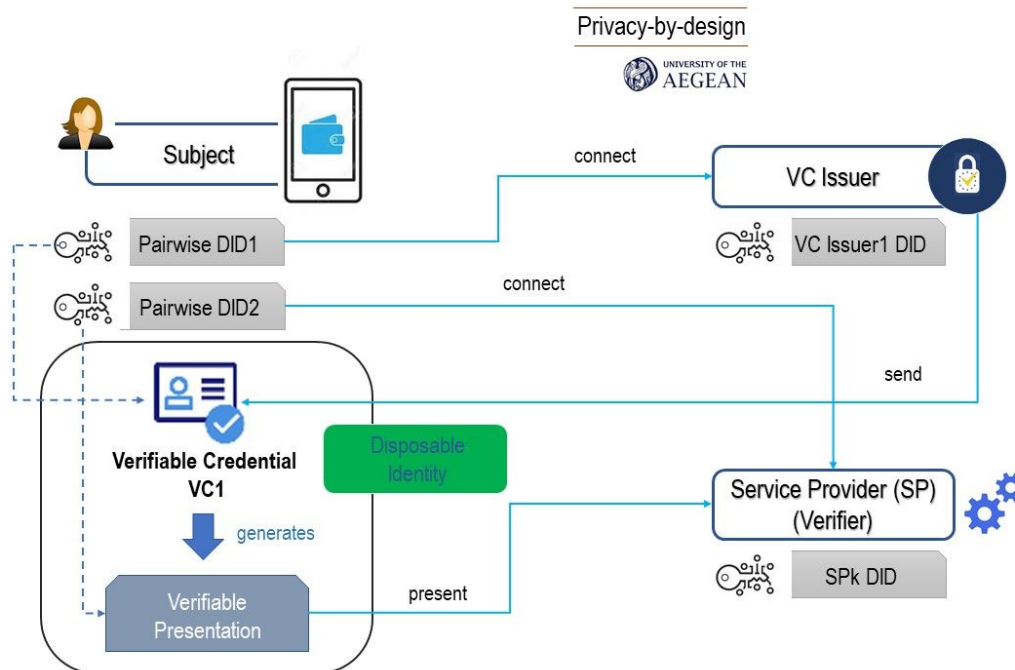 Privacy-by-design
UNIVERSITY OF THE
AEGEAN
Subject
connect
VC Issuer
Pairwise DID1
VC Issuer1 DID
Pairwise DID2
connect
send
Verifiable Credential
VC1
Disposable
Identity
generates
Service Provider (SP)
(Verifier)
SPk DID
present
Verifiable
Presentation